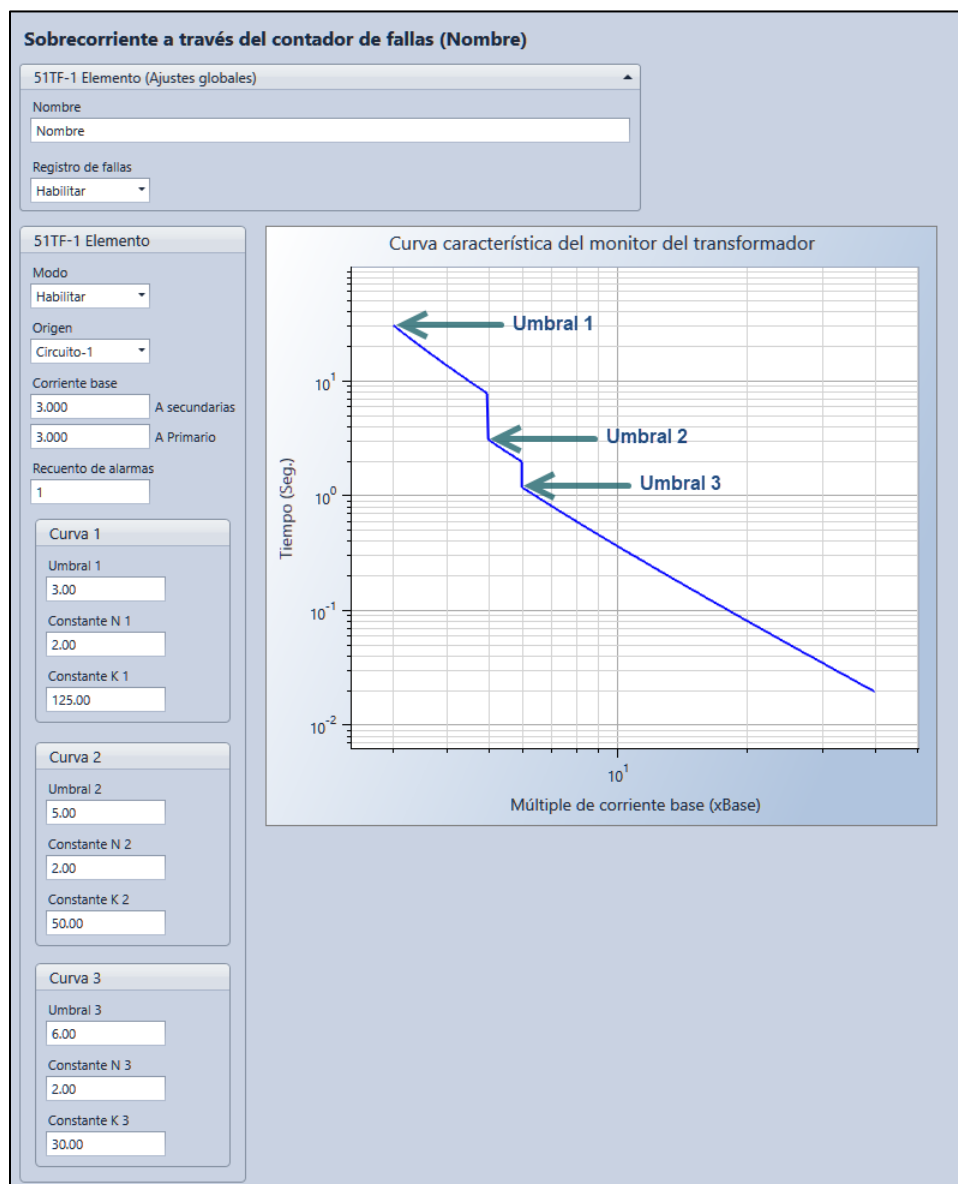 Sobrecorriente a través del contador de fallas (Nombre)
51TF-1 Elemento (Ajustes globales)
Nombre
Nombre
Registro de fallas
Habilitar
51TF-1 Elemento
Modo
Habilitar
Origen
Circuito-1
Corriente base
3.000 A secundarias
3.000 A Primario
Recuento de alarmas
1
Curva 1
Umbral 1
3.00
Constante N 1
2.00
Constante K 1
125.00
Curva 2
Umbral 2
5.00
Constante N 2
2.00
Constante K 2
50.00
Curva 3
Umbral 3
6.00
Constante N 3
2.00
Constante K 3
30.00
Curva característica del monitor del transformador
Umbral 1
Umbral 2
Umbral 3
Tiempo (Seg.)
10^1
10^0
10^-1
10^-2
10^1
Múltiple de corriente base (xBase)